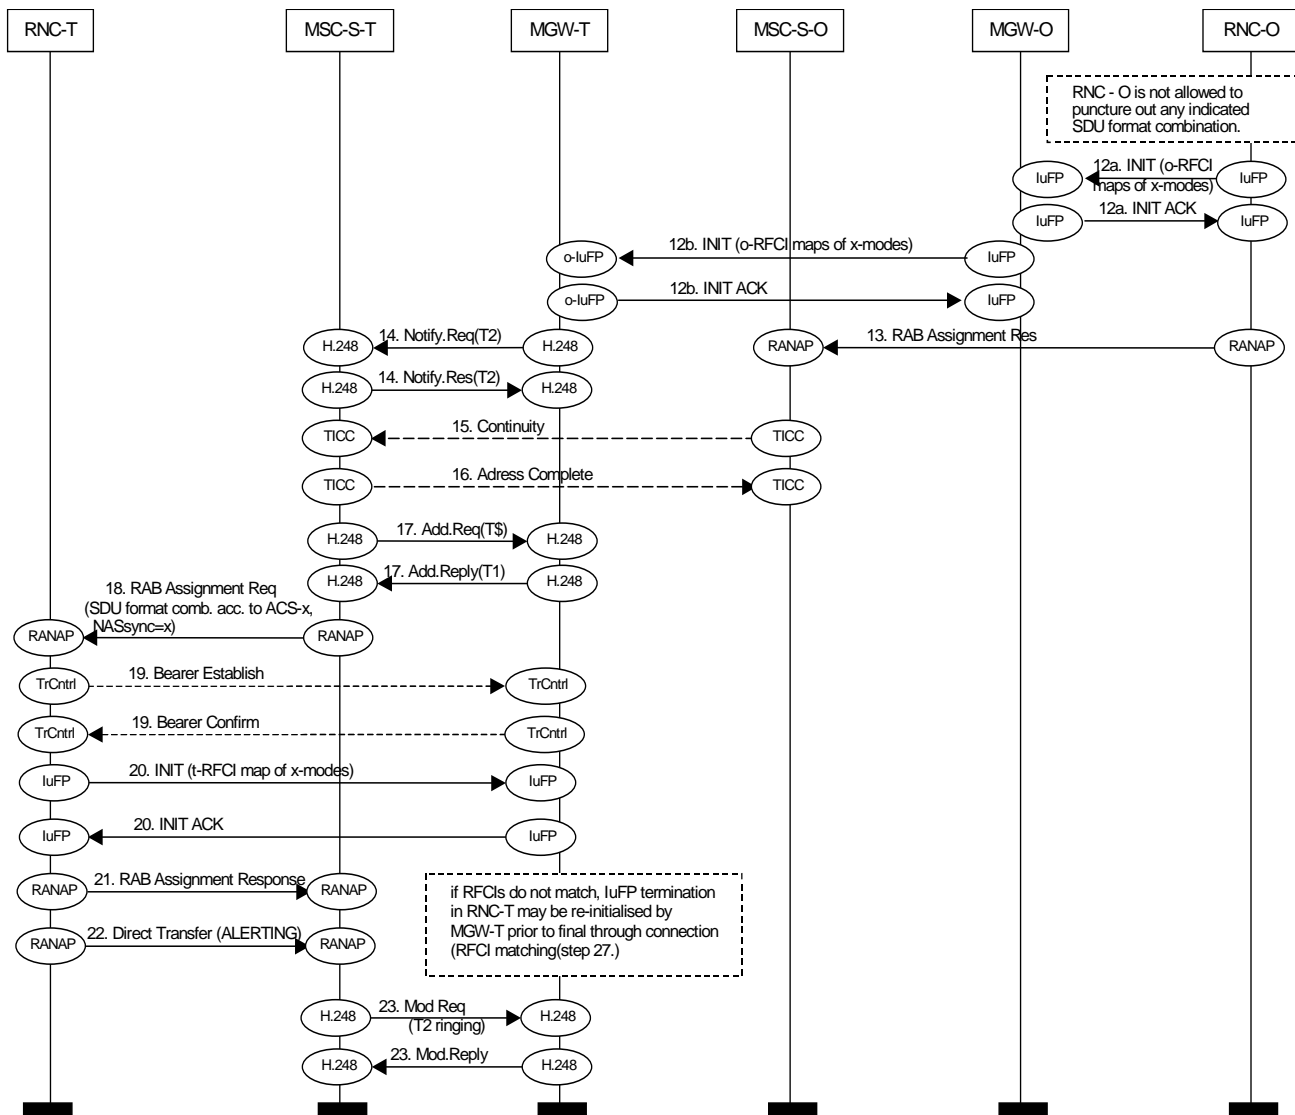 RNC-T
MSC-S-T
MGW-T
MSC-S-O
MGW-O
RNC-O
RNC - O is not allowed to
puncture out any indicated
SDU format combination.
IuFP
12a. INIT (o-RFCI
maps of x-modes)
IuFP
IuFP
12a. INIT ACK
IuFP
o-IuFP
12b. INIT (o-RFCI maps of x-modes)
IuFP
o-IuFP
12b. INIT ACK
IuFP
H.248
14. Notify.Req(T2)
H.248
RANAP
13. RAB Assignment Res
RANAP
H.248
14. Notify.Res(T2)
H.248
TICC
15. Continuity
TICC
TICC
16. Adress Complete
TICC
H.248
17. Add.Req(T$)
H.248
H.248
17. Add.Reply(T1)
H.248
18. RAB Assignment Req
(SDU format comb. acc. to ACS-x,
NASsync=x)
RANAP
RANAP
TrCntrl
19. Bearer Establish
TrCntrl
TrCntrl
19. Bearer Confirm
TrCntrl
IuFP
20. INIT (t-RFCI map of x-modes)
IuFP
IuFP
20. INIT ACK
IuFP
RANAP
21. RAB Assignment Response
RANAP
if RFCIs do not match, IuFP termination
in RNC-T may be re-initialised by
MGW-T prior to final through connection
(RFCI matching(step 27.)
RANAP
22. Direct Transfer (ALERTING)
RANAP
H.248
23. Mod Req
(T2 ringing)
H.248
H.248
23. Mod.Reply
H.248